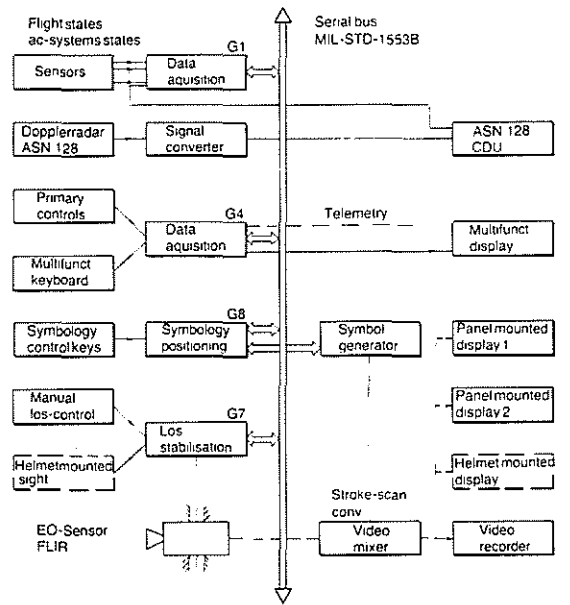 Flight states
ac-systems states
Serial bus
MIL-STD-1553B
G1
Sensors
Data
aquisition
Dopplerradar
ASN 128
Signal
converter
ASN 128
CDU
Primary
controls
G4
Telemetry
Data
aquisition
Multifunct
display
Multifunct
keyboard
G8
Symbology
control keys
Symbology
positioning
Symbol
generator
Panel mounted
display 1
Manual
los-control
G7
Los
stabilisation
Panel mounted
display 2
Helmet mounted
sight
Helmet mounted
display
EO-Sensor
FLIR
Stroke-scan
conv
Video
mixer
Video
recorder